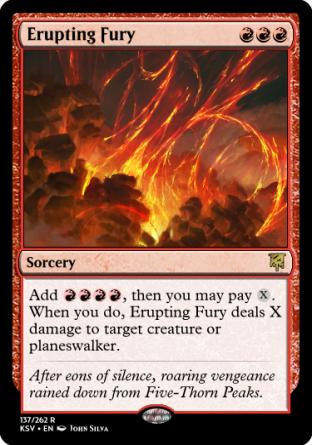 Erupting Fury
Sorcery
Add RRRR, then you may pay X.
When you do, Erupting Fury deals X
damage to target creature or
planeswalker.
After eons of silence, roaring vengeance
rained down from Five-Thorn Peaks.
137/262 R
KSV • EN John Silva